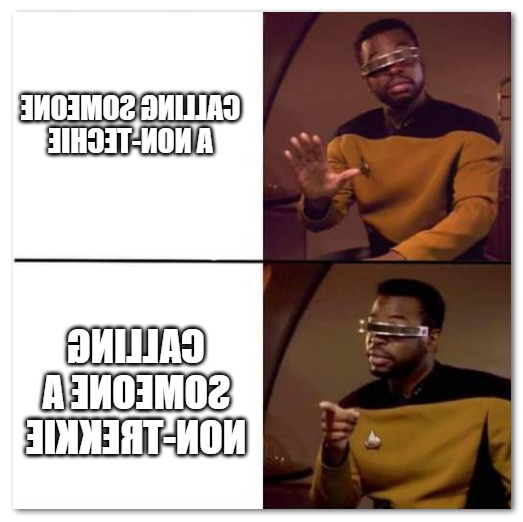 CALLING SOMEONE
A NON-TECHIE
CALLING
SOMEONE A
NON-TREKKIE